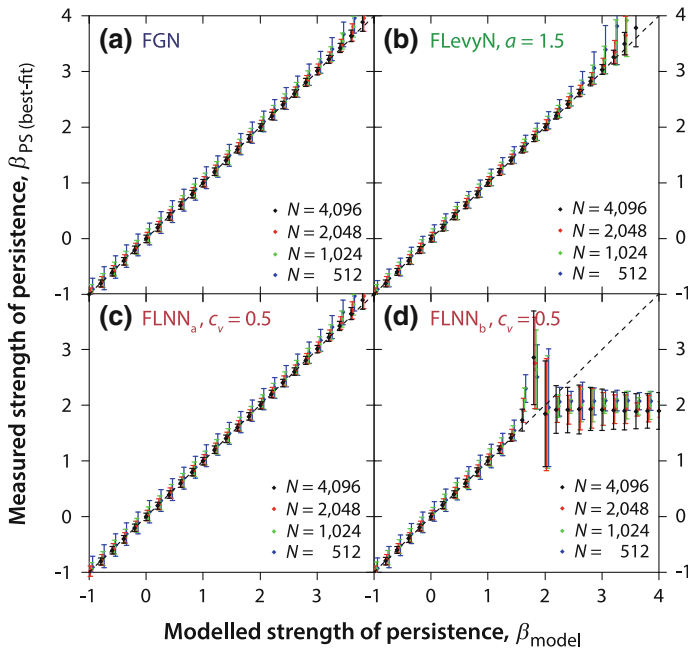 4
3
2
1
0
-1
(a) FGN
N = 4,096
N = 2,048
N = 1,024
N = 512
(b) FLevyN, a = 1.5
N = 4,096
N = 2,048
N = 1,024
N = 512
4
3
2
1
0
-1
3
2
1
0
-1
(c) FLNNa, cv = 0.5
N = 4,096
N = 2,048
N = 1,024
N = 512
(d) FLNNb, cv = 0.5
N = 4,096
N = 2,048
N = 1,024
N = 512
3
2
1
0
-1
-1 0 1 2 3 -1 0 1 2 3 4
Measured strength of persistence, βPS (best-fit)
Modelled strength of persistence, βmodel